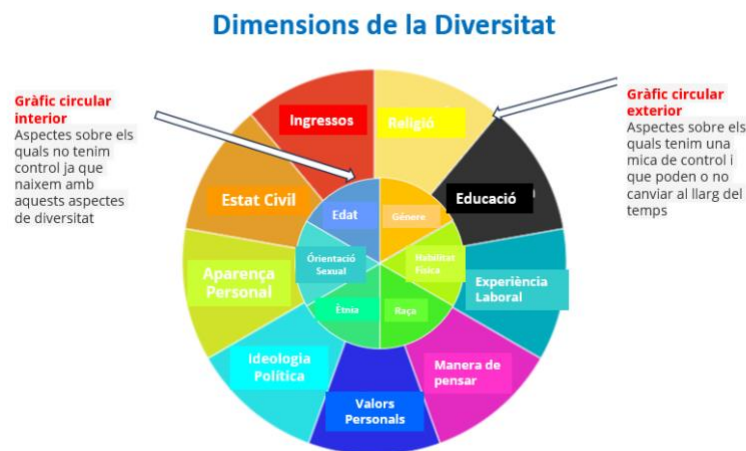 Dimensions de la Diversitat
Gràfic circular
interior
Aspectes sobre els
quals no tenim
control ja que
naixem amb
aquests aspectes
de diversitat
Gràfic circular
exterior
Aspectes sobre els
quals tenim una
mica de control i
que poden o no
canviar al llarg del
temps
Ingressos
Religió
Estat Civil
Educació
Edat
Génere
Aparença
Personal
Órientació
Sexual
Habilitat
Física
Experiència
Laboral
Ètnia
Raça
Ideologia
Política
Manera de
pensar
Valors
Personals